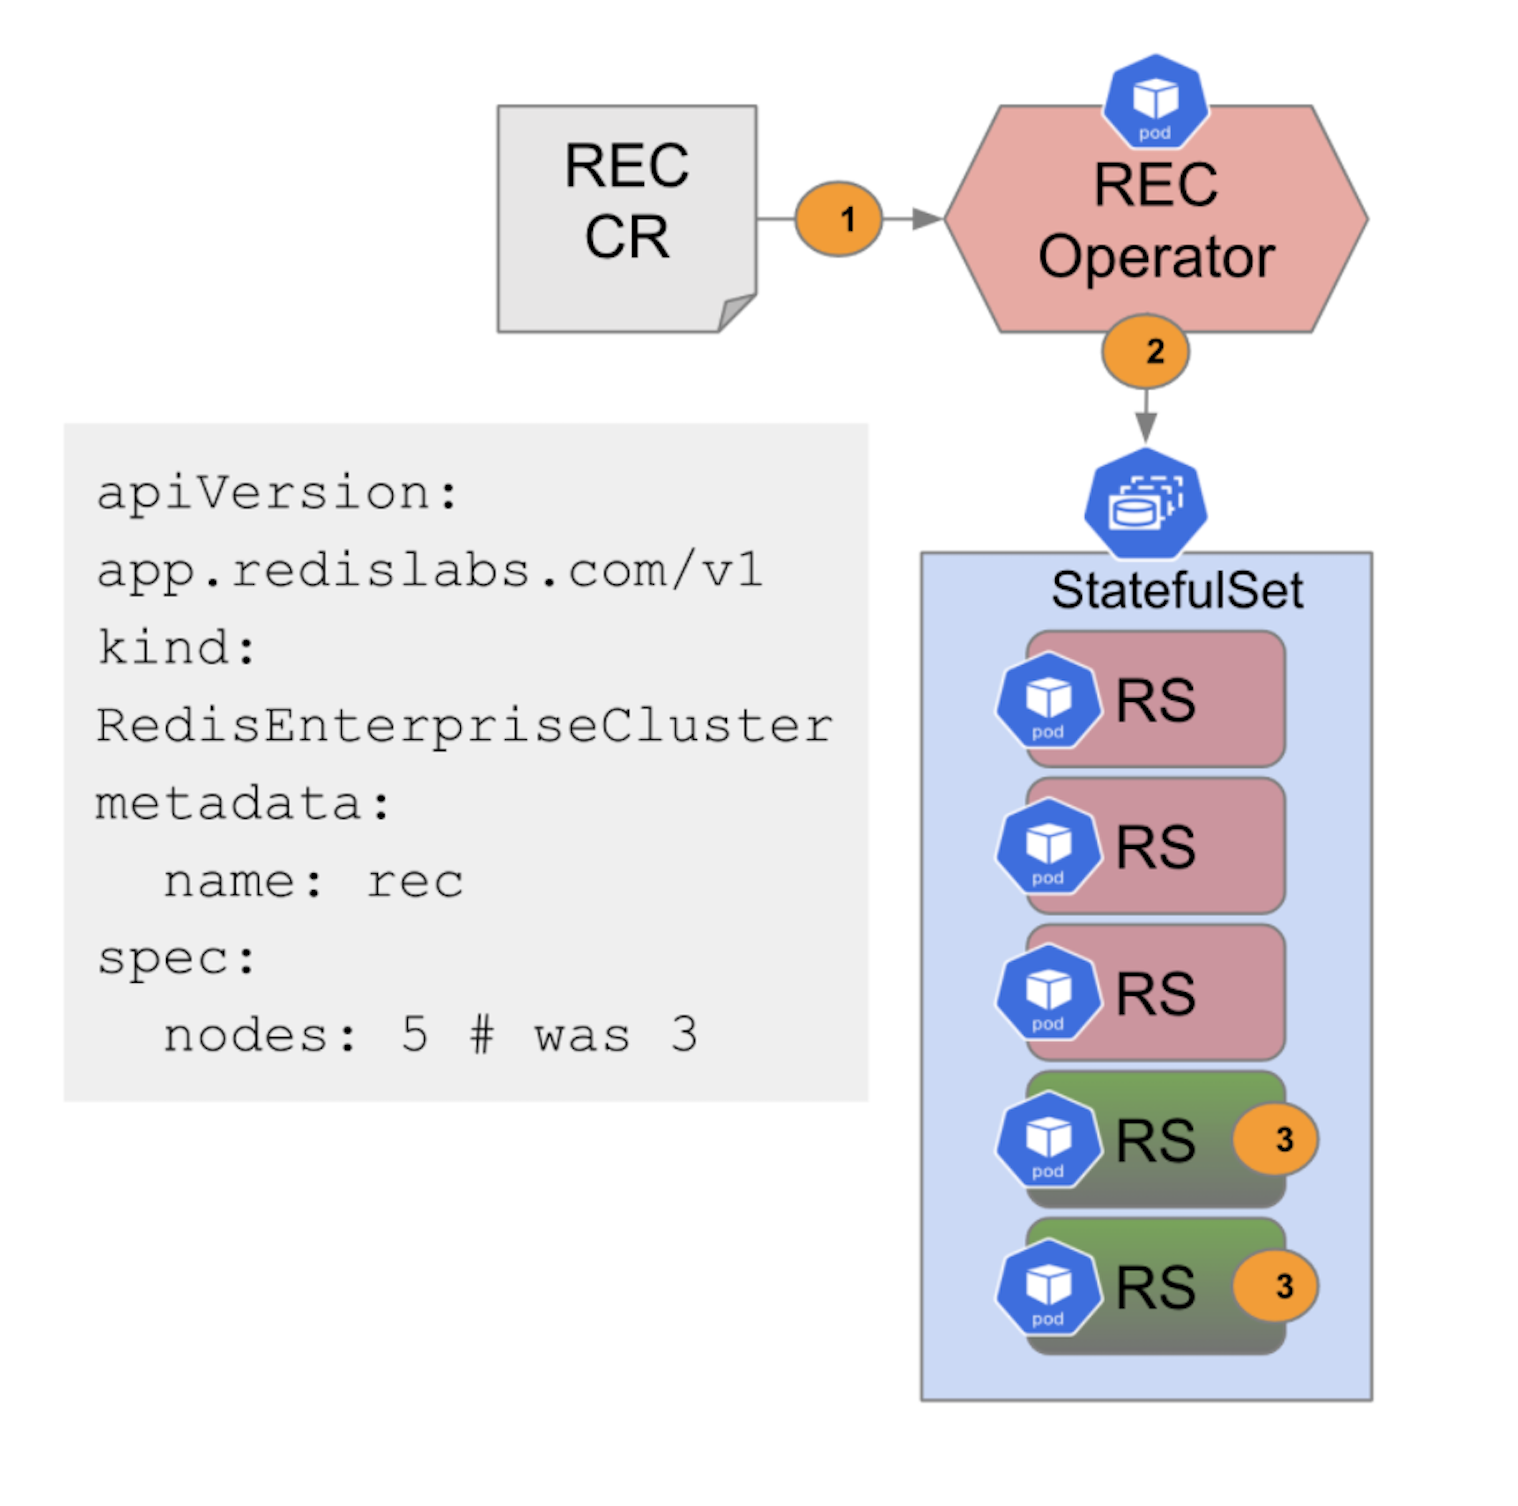 pod
REC
CR
1
REC
Operator
2
apiVersion:
app.redislabs.com/v1
kind:
RedisEnterpriseCluster
metadata:
  name: rec
spec:
  nodes: 5 # was 3
StatefulSet
pod
RS
pod
RS
pod
RS
pod
RS
3
pod
RS
3